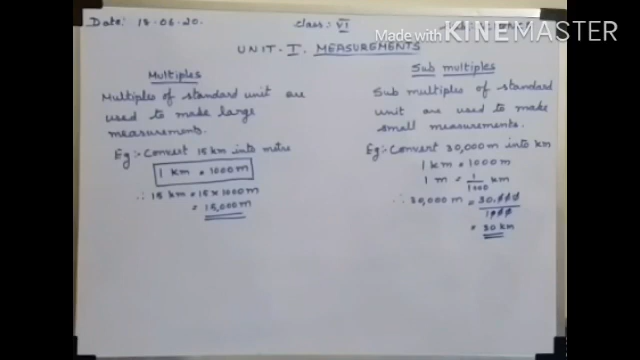 Date: 18.06.20.
Class: VI
Made with KINEMASTER
UNIT-I. MEASUREMENTS
Multiples
Multiples of standard unit are
used to make large
measurements.
Eg:- Convert 15 km into metre
1 km = 1000m
∴ 15 km = 15 x 1000 m
= 15,000 m
Sub multiples
Sub multiples of standard
unit are used to make
small measurements.
Eg:- Convert 30,000 m into km
1 km = 1000 m
1 m = 1/1000 km
∴ 30,000 m = 30,000/1000
= 30 km